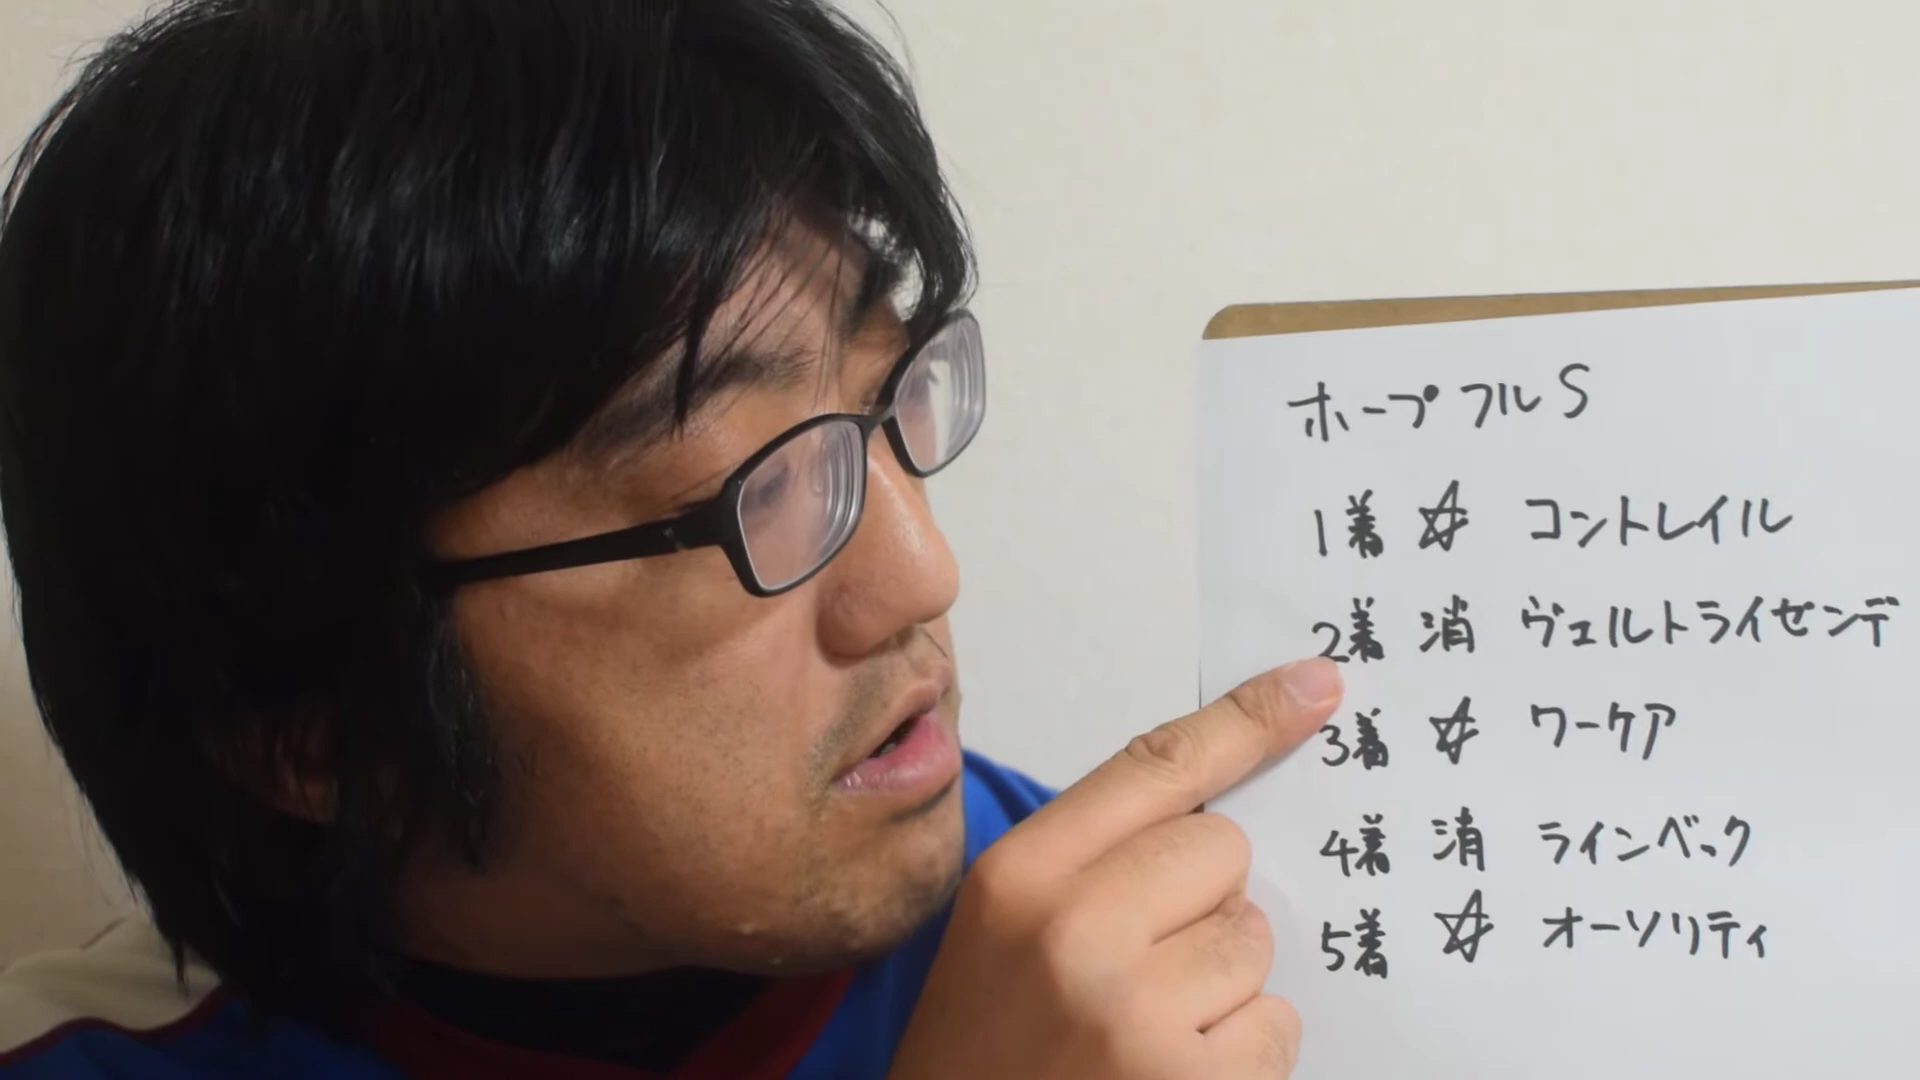 ホープフルS
1着 ☆ コントレイル
2着 消 ヴェルトライゼンデ
3着 ☆ ワーケア
4着 消 ラインベック
5着 ☆ オーソリティ